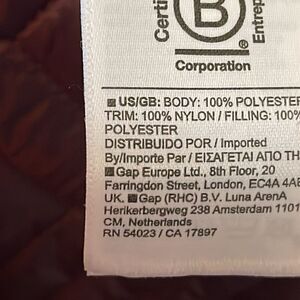 Certi
B
Entrep
Corporation
US/GB: BODY: 100% POLYESTER
TRIM: 100% NYLON / FILLING: 100%
POLYESTER
DISTRIBUIDO POR / Imported
By/Importe Par / ΕΙΣΑΓΕΤΑΙ ΑΠΟ ΤΗ
Gap Europe Ltd., 8th Floor, 20
Farringdon Street, London, EC4A 4AB
UK. Gap (RHC) B.V. Luna ArenA
Herikerbergweg 238 Amsterdam 1101
CM, Netherlands
RN 54023 / CA 17897